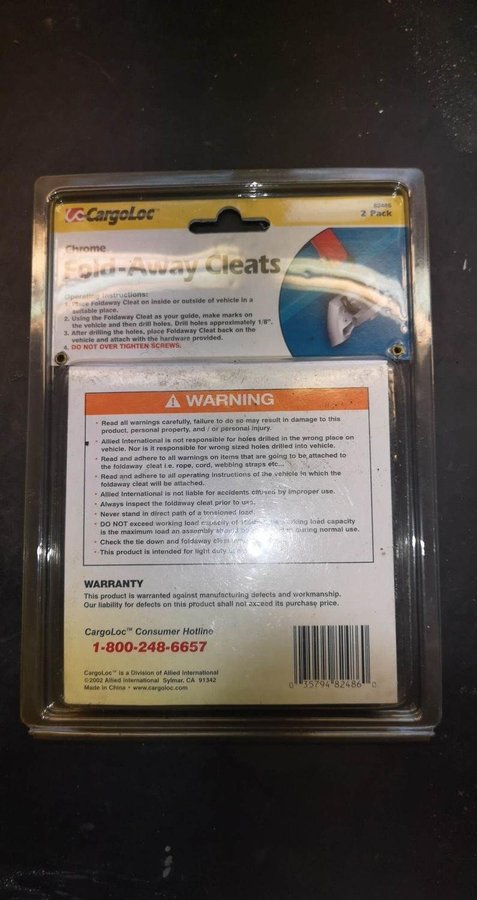 CargoLoc™
82486
2 Pack
Chrome
Fold-Away Cleats
Operating Instructions:
1. Place Foldaway Cleat on inside or outside of vehicle in a
suitable place.
2. Using the Foldaway Cleat as your guide, make marks on
the vehicle and then drill holes. Drill holes approximately 1/8".
3. After drilling the holes, place Foldaway Cleat back on the
vehicle and attach with the hardware provided.
4. DO NOT OVER TIGHTEN SCREWS.
WARNING
• Read all warnings carefully, failure to do so may result in damage to this
product, personal property, and / or personal injury.
• Allied International is not responsible for holes drilled in the wrong place on
vehicle. Nor is it responsible for wrong sized holes drilled into vehicle.
• Read and adhere to all warnings on items that are going to be attached to
the foldaway cleat i.e. rope, cord, webbing straps etc...
• Read and adhere to all operating instructions of the vehicle in which the
foldaway cleat will be attached.
• Allied International is not liable for accidents caused by improper use.
• Always inspect the foldaway cleat prior to use.
• Never stand in direct path of a tensioned load.
• DO NOT exceed working load capacity of working load capacity
is the maximum load an assembly should during normal use.
• Check the tie down and foldaway cleat
• This product is intended for light duty
WARRANTY
This product is warranted against manufacturing defects and workmanship.
Our liability for defects on this product shall not exceed its purchase price.
CargoLoc™ Consumer Hotline
1-800-248-6657
CargoLoc™ is a Division of Allied International
©2002 Allied International Sylmar, CA 91342
Made in China • www.cargoloc.com
0 35794 82486 0